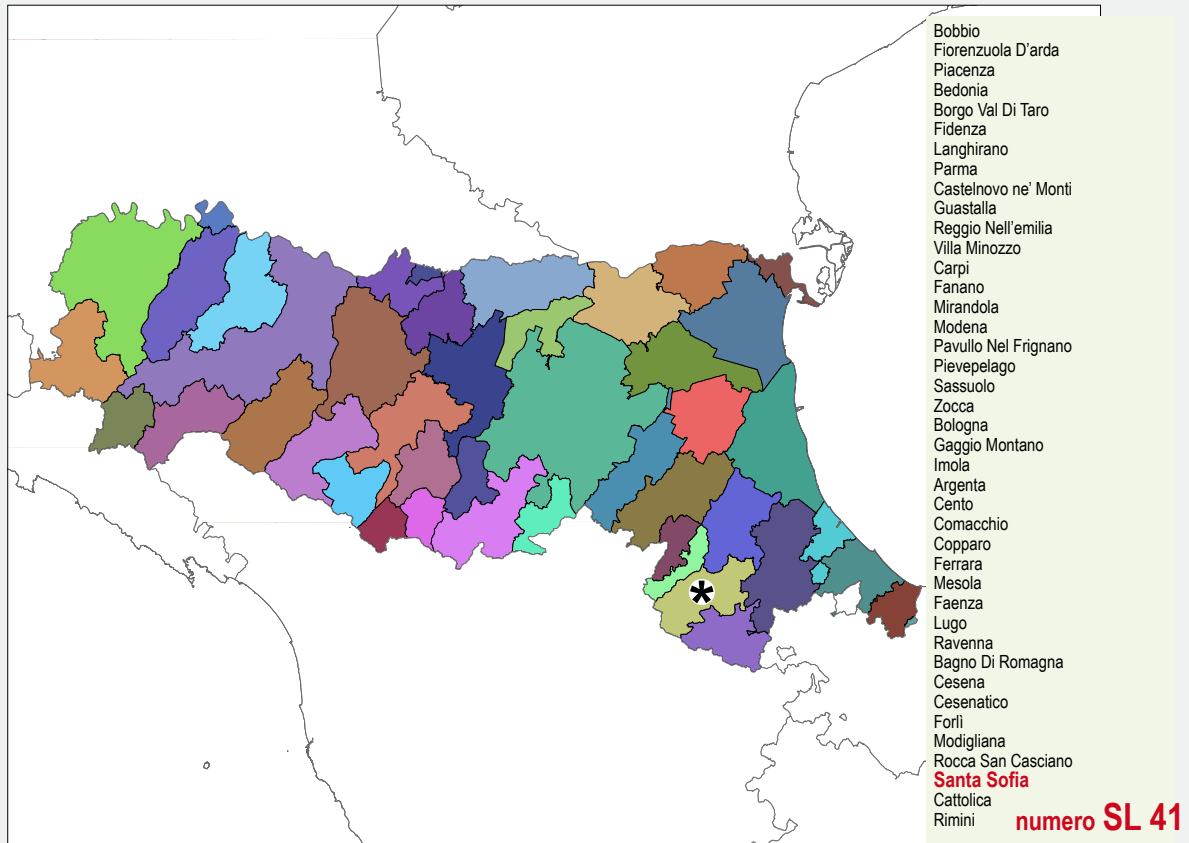 Bobbio
Fiorenzuola D'arda
Piacenza
Bedonia
Borgo Val Di Taro
Fidenza
Langhirano
Parma
Castelnovo ne' Monti
Guastalla
Reggio Nell'emilia
Villa Minozzo
Carpi
Fanano
Mirandola
Modena
Pavullo Nel Frignano
Pievepelago
Sassuolo
Zocca
Bologna
Gaggio Montano
Imola
Argenta
Cento
Comacchio
Copparo
Ferrara
Mesola
Faenza
Lugo
Ravenna
Bagno Di Romagna
Cesena
Cesenatico
Forlì
Modigliana
Rocca San Casciano
Santa Sofia
Cattolica
Rimini
numero SL 41
*